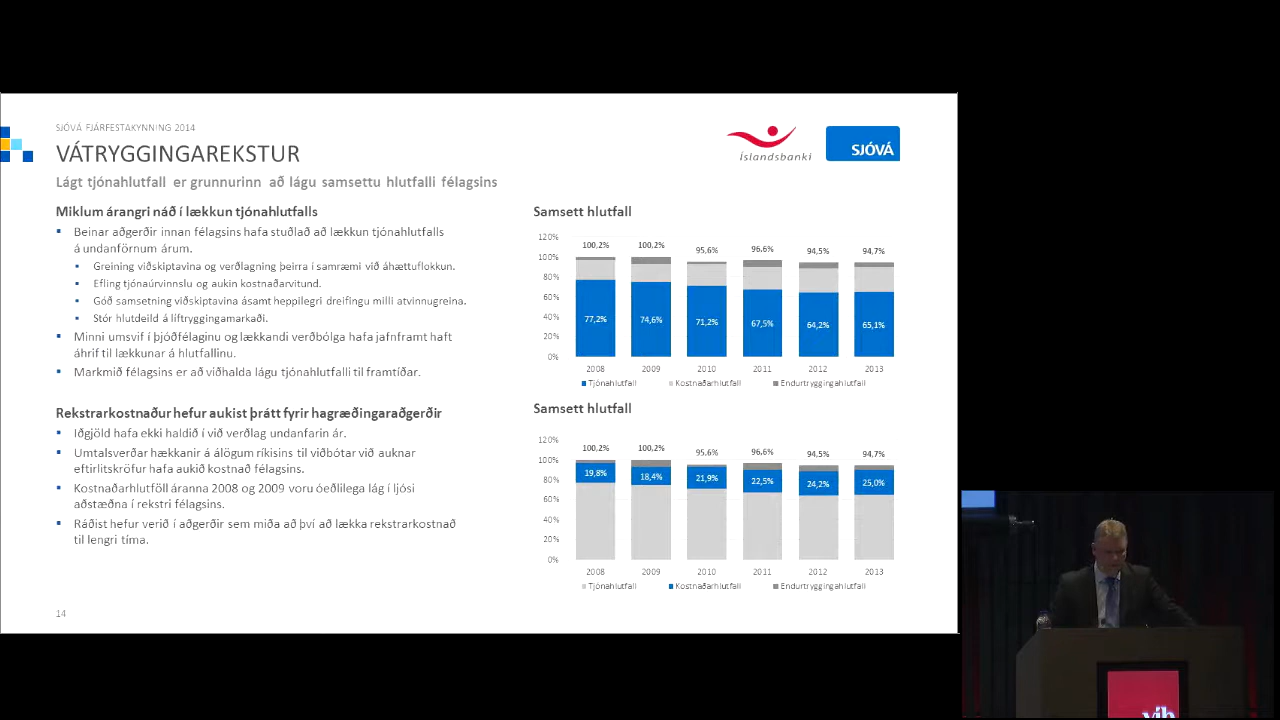 SJÓVÁ FJÁRFESTAKYNNING 2014
VÁTRYGGINGAREKSTUR
Íslandsbanki
SJÓVÁ
Lágt tjónahlutfall er grunnurinn að lágu samsettu hlutfalli félagsins
Miklum árangri náð í lækkun tjónahlutfalls
Beinar aðgerðir innan félagsins hafa stuðlað að lækkun tjónahlutfalls
á undanförnum árum.
Greining viðskiptavina og verðlagning þeirra í samræmi við áhættuflokkun.
Efling tjónaúrvinnslu og aukin kostnaðarvitund.
Góð samsetning viðskiptavina ásamt heppilegri dreifingu milli atvinnugreina.
Stór hlutdeild á líftryggingamarkaði.
Minni umsvif í þjóðfélaginu og lækkandi verðbólga hafa jafnframt haft
áhrif til lækkunar á hlutfallinu.
Markmið félagsins er að viðhalda lágu tjónahlutfalli til framtíðar.
Rekstrarkostnaður hefur aukist þrátt fyrir hagræðingaraðgerðir
Iðgjöld hafa ekki haldið í við verðlag undanfarin ár.
Umtalsverðar hækkanir á álögum ríkisins til viðbótar við auknar
eftirlitskröfur hafa aukið kostnað félagsins.
Kostnaðarhlutföll áranna 2008 og 2009 voru óeðlilega lág í ljósi
aðstæðna í rekstri félagsins.
Ráðist hefur verið í aðgerðir sem miða að því að lækka rekstrarkostnað
til lengri tíma.
14
Samsett hlutfall
120%
100%
80%
60%
40%
20%
0%
100,2% 100,2% 95,6% 96,6% 94,5% 94,7%
77,2% 74,6% 71,2% 67,5% 64,2% 65,1%
2008 2009 2010 2011 2012 2013
Tjónahlutfall Kostnaðarhlutfall Endurtryggingahlutfall
Samsett hlutfall
120%
100%
80%
60%
40%
20%
0%
100,2% 100,2% 95,6% 96,6% 94,5% 94,7%
19,8% 18,4% 21,9% 22,5% 24,2% 25,0%
2008 2009 2010 2011 2012 2013
Tjónahlutfall Kostnaðarhlutfall Endurtryggingahlutfall
víb